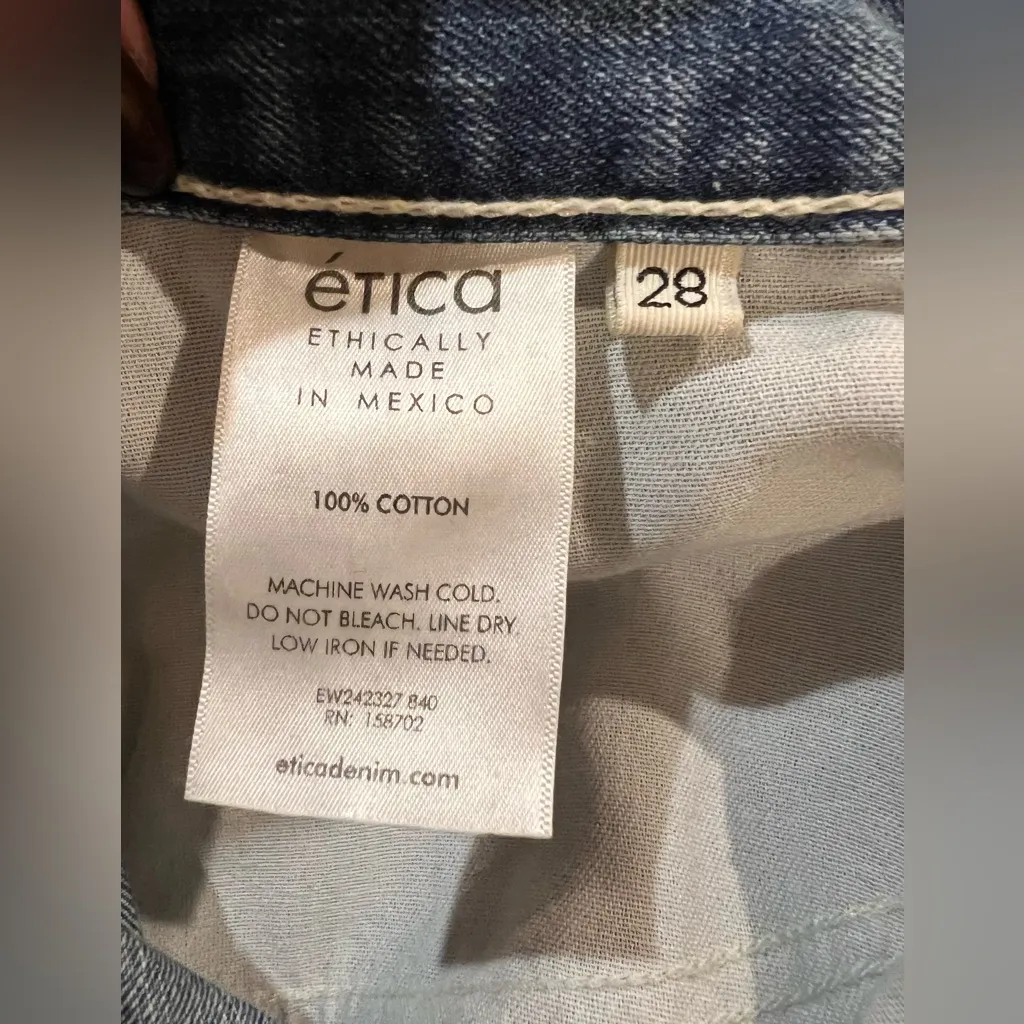 éTIca
ETHICALLY
MADE
IN MEXICO
28
100% COTTON
MACHINE WASH COLD.
DO NOT BLEACH. LINE DRY.
LOW IRON IF NEEDED.
EW242327 840
RN: 158702
eticadenim.com